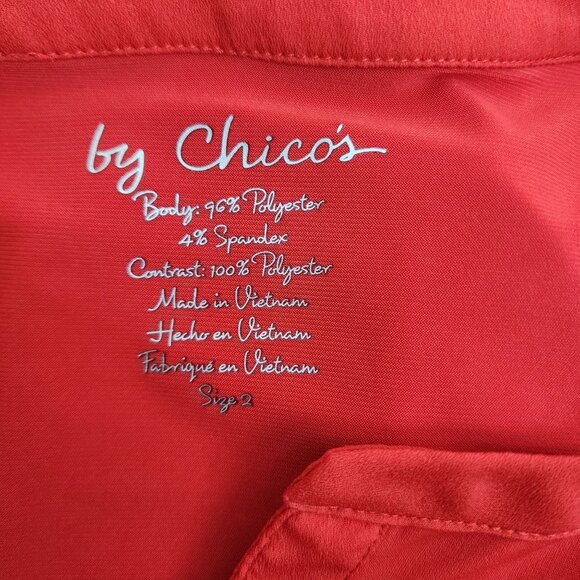 by Chico's
Body: 96% Polyester
4% Spandex
Contrast: 100% Polyester
Made in Vietnam
Hecho en Vietnam
Fabriqué en Vietnam
Size 2